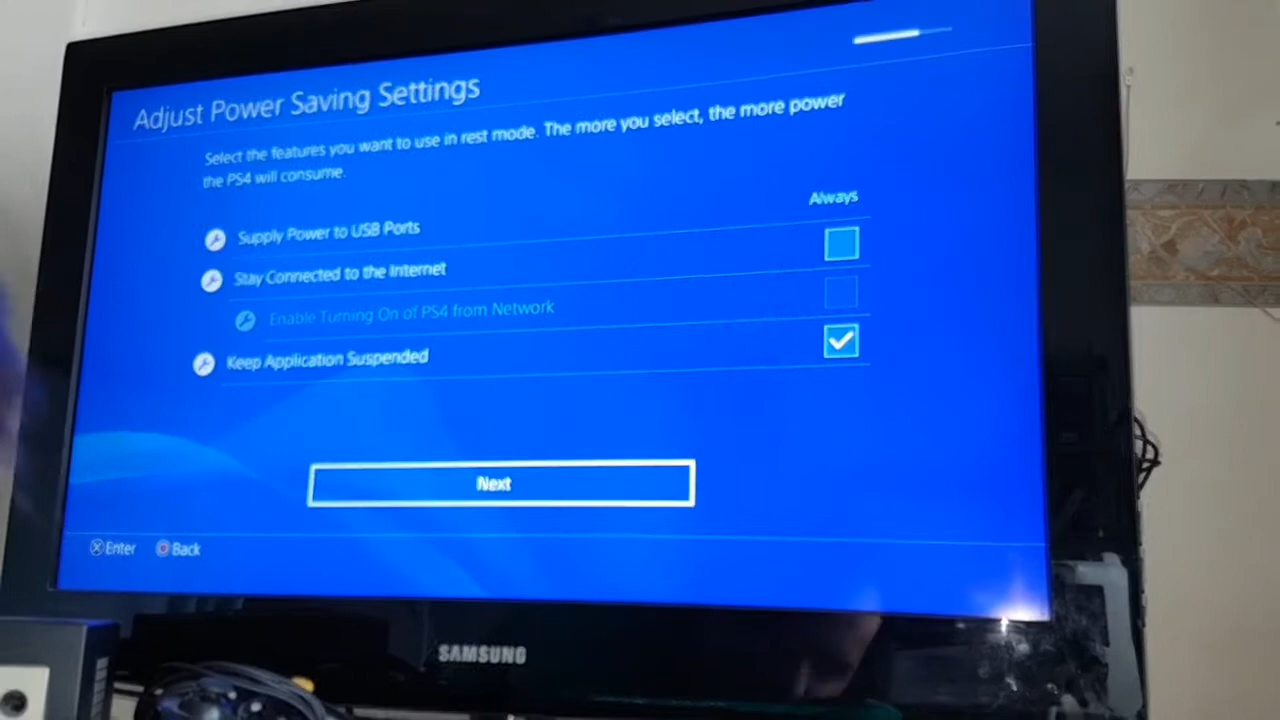 Adjust Power Saving Settings
Select the features you want to use in rest mode. The more you select, the more power
the PS4 will consume.
Always
Supply Power to USB Ports
Stay Connected to the Internet
Enable Turning On of PS4 from Network
Keep Application Suspended
Next
Enter
Back
SAMSUNG